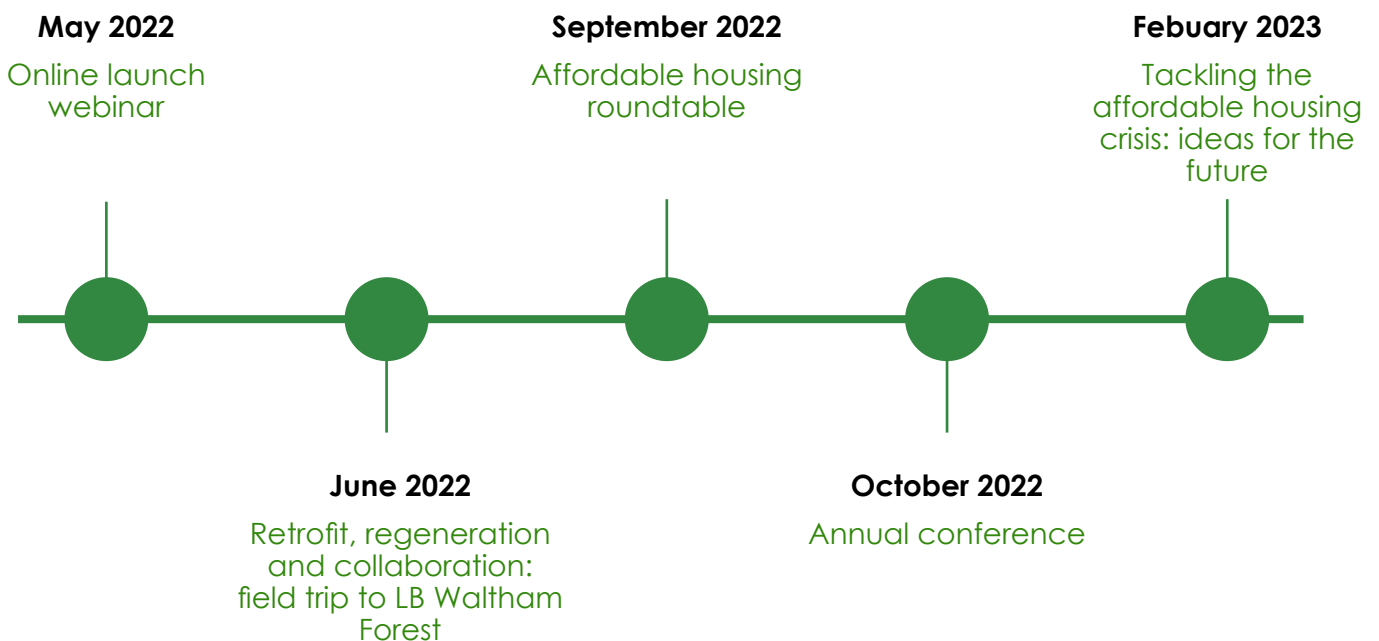 May 2022
Online launch
webinar
June 2022
Retrofit, regeneration
and collaboration:
field trip to LB Waltham
Forest
September 2022
Affordable housing
roundtable
October 2022
Annual conference
Febuary 2023
Tackling the
affordable housing
crisis: ideas for the
future